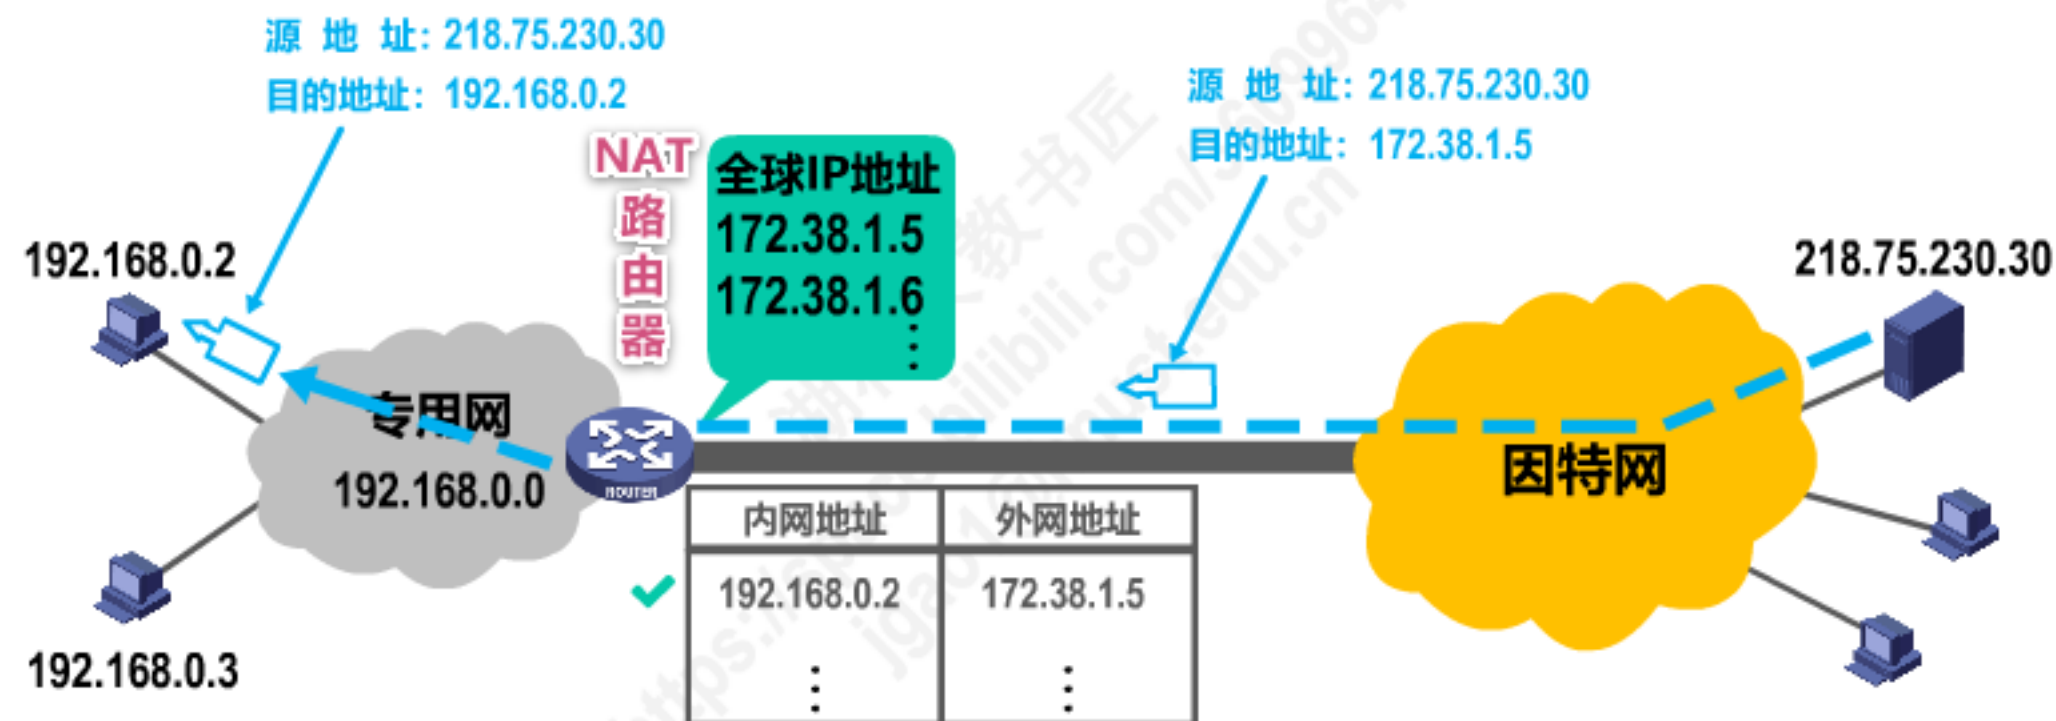 源 地 址: 218.75.230.30
目的地址: 192.168.0.2
源 地 址: 218.75.230.30
目的地址: 172.38.1.5
NAT
路
由
器
全球IP地址
172.38.1.5
172.38.1.6
⋮
192.168.0.2
218.75.230.30
专用网
192.168.0.0
ROUTER
因特网
内网地址 外网地址
192.168.0.2 172.38.1.5
⋮ ⋮
192.168.0.3